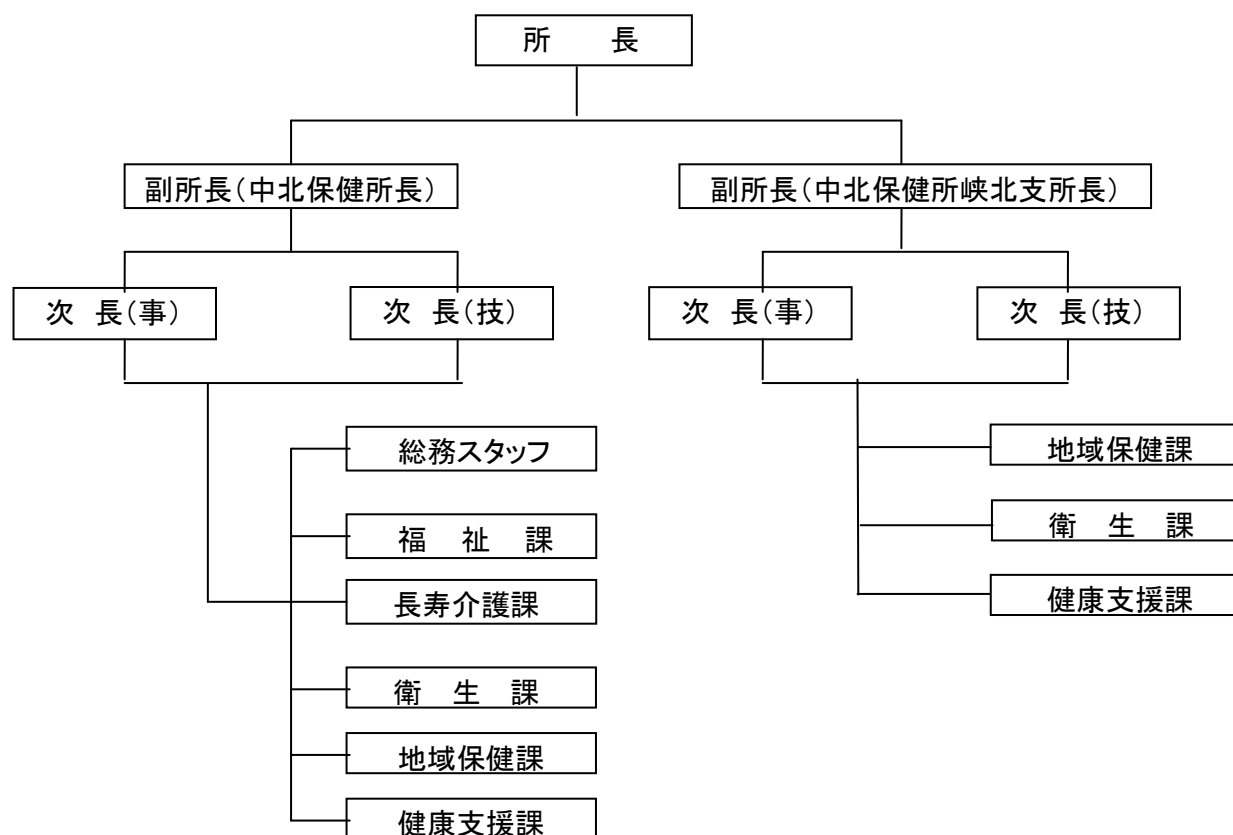 所　長
副所長（中北保健所長）
副所長（中北保健所峡北支所長）
次 長（事）
次 長（技）
次 長（事）
次 長（技）
総務スタッフ
福 祉 課
長寿介護課
衛 生 課
地域保健課
健康支援課
地域保健課
衛 生 課
健康支援課